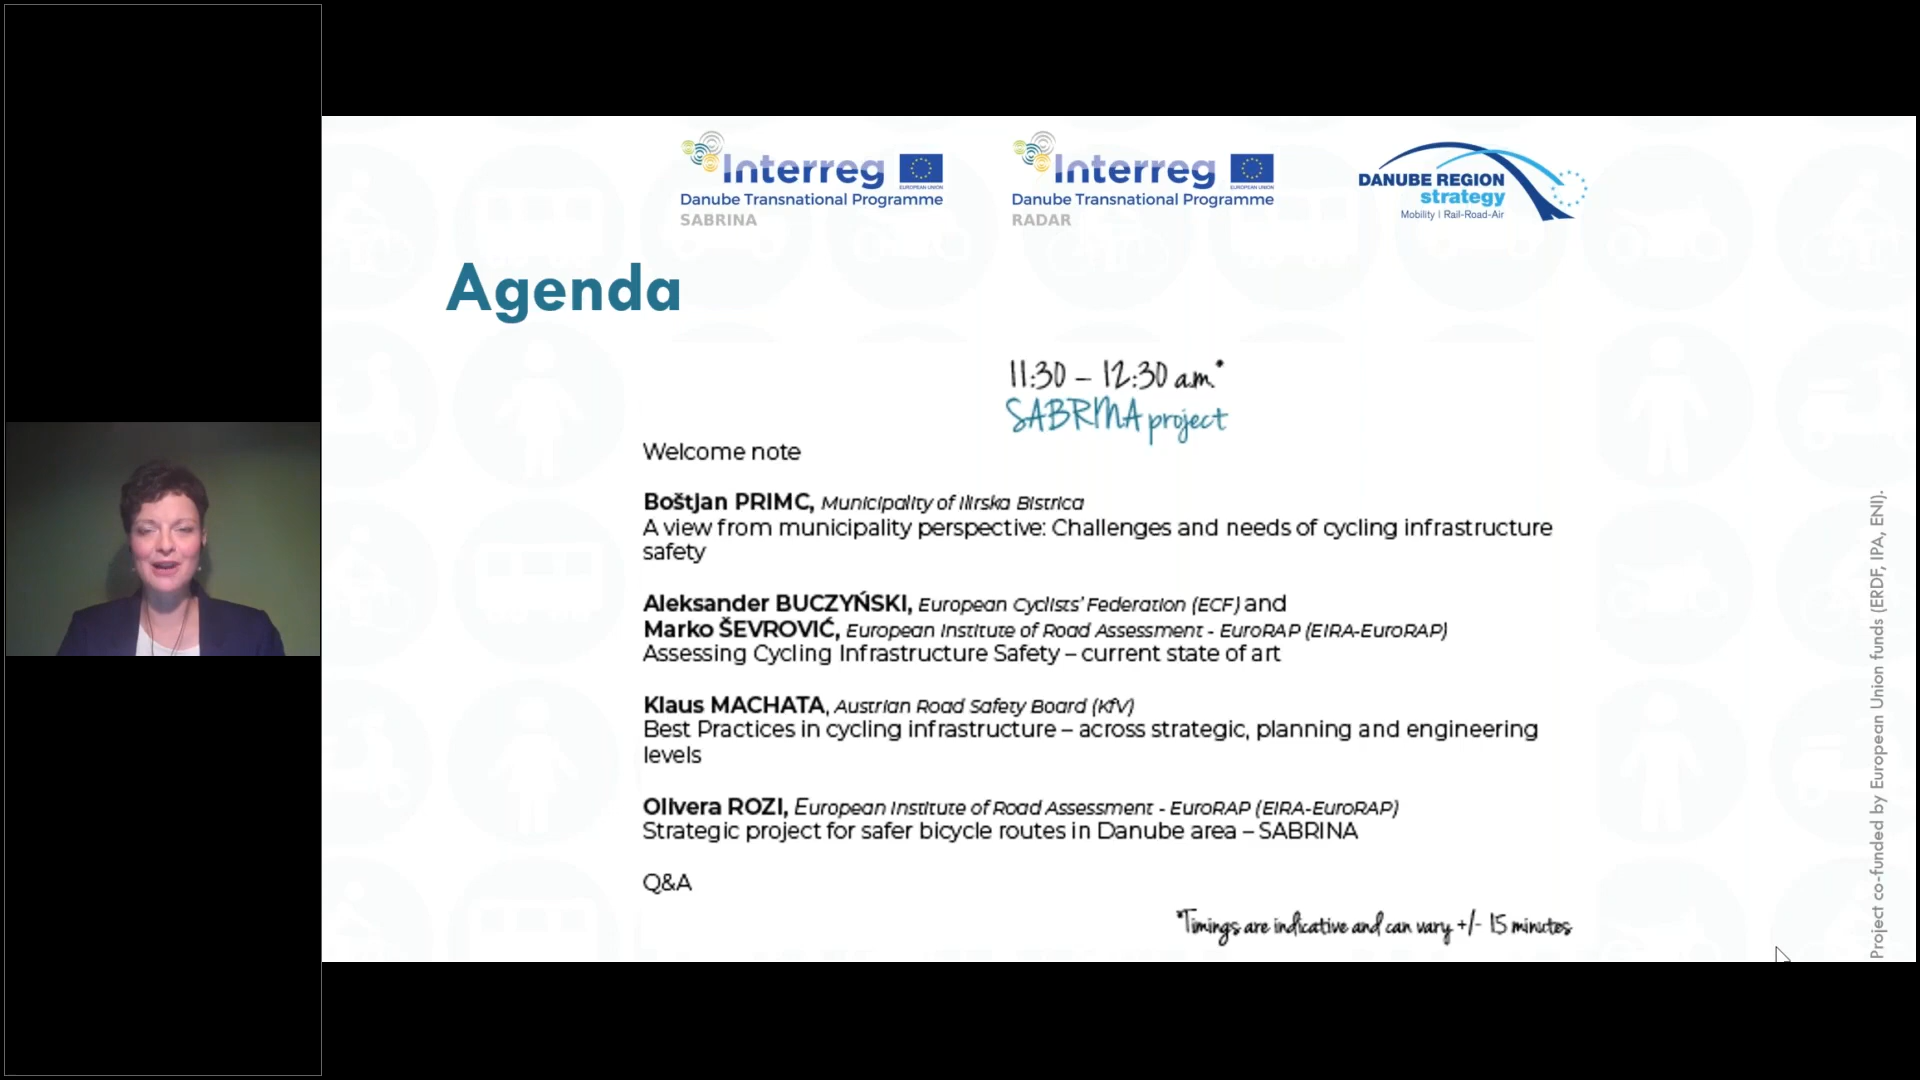 Interreg
EUROPEAN UNION
Danube Transnational Programme
SABRINA
Interreg
EUROPEAN UNION
Danube Transnational Programme
RADAR
DANUBE REGION
strategy
Mobility | Rail-Road-Air
Agenda
11:30 – 12:30 a.m.*
SABRINA project
Welcome note
Boštjan PRIMC, Municipality of Ilirska Bistrica
A view from municipality perspective: Challenges and needs of cycling infrastructure
safety
Aleksander BUCZYŃSKI, European Cyclists' Federation (ECF) and
Marko ŠEVROVIĆ, European Institute of Road Assessment - EuroRAP (EIRA-EuroRAP)
Assessing Cycling Infrastructure Safety – current state of art
Klaus MACHATA, Austrian Road Safety Board (KfV)
Best Practices in cycling infrastructure – across strategic, planning and engineering
levels
Olivera ROZI, European Institute of Road Assessment - EuroRAP (EIRA-EuroRAP)
Strategic project for safer bicycle routes in Danube area – SABRINA
Q&A
*Timings are indicative and can vary +/- 15 minutes
Project co-funded by European Union funds (ERDF, IPA, ENI).